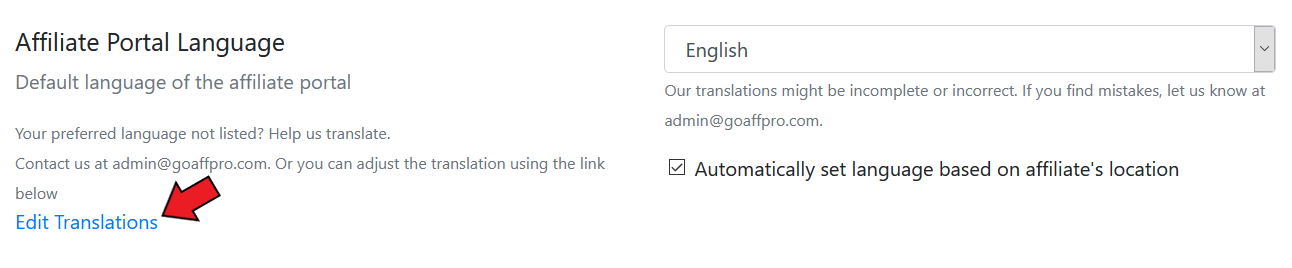 Affiliate Portal Language
Default language of the affiliate portal
Your preferred language not listed? Help us translate.
Contact us at admin@goaffpro.com. Or you can adjust the translation using the link
below
Edit Translations
English
Our translations might be incomplete or incorrect. If you find mistakes, let us know at
admin@goaffpro.com.
Automatically set language based on affiliate's location